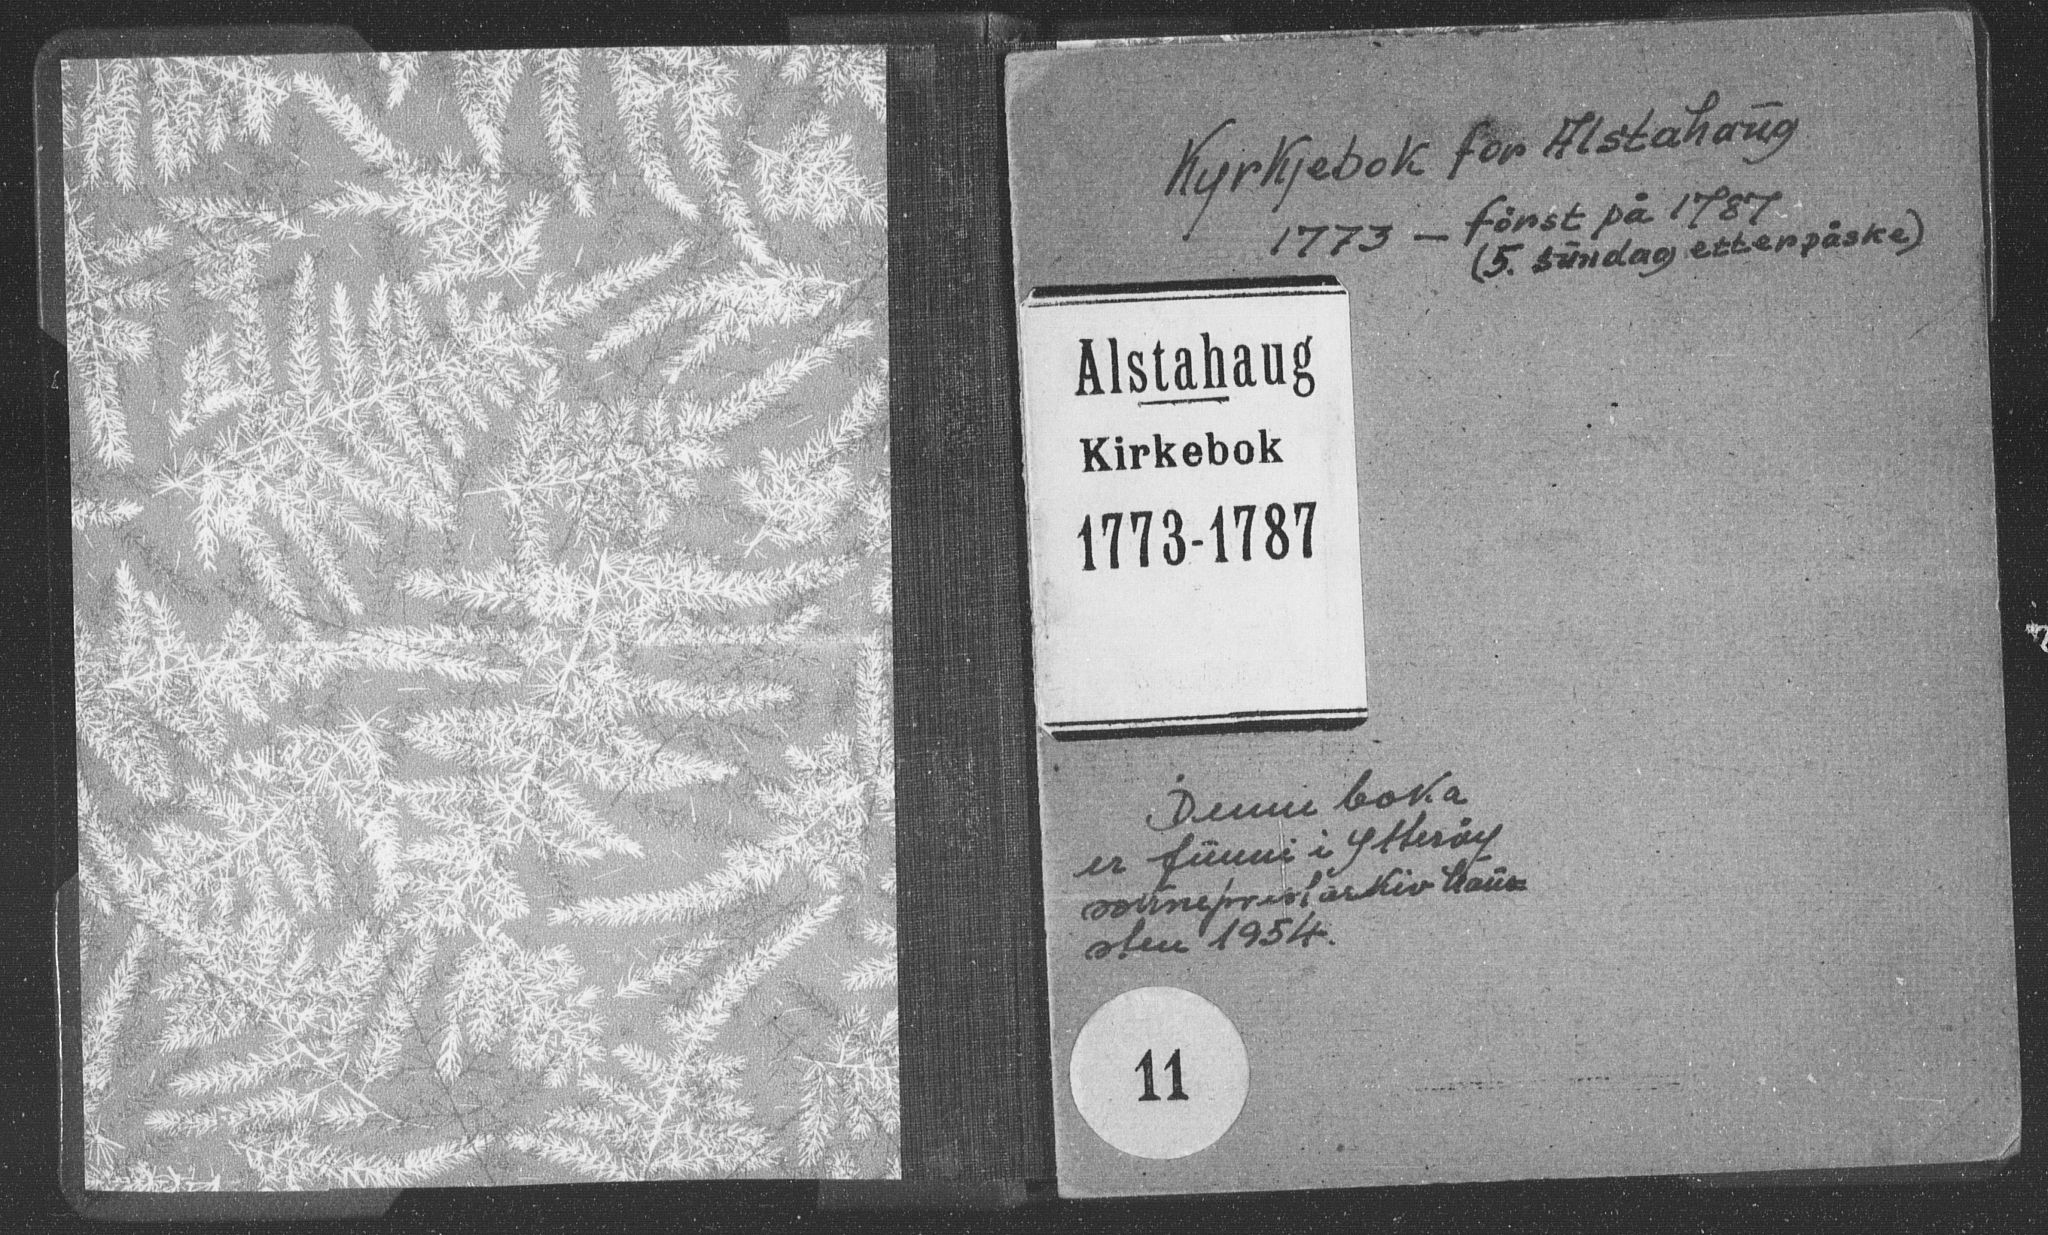 Kyrkjebok for Alstahaug
1773 – først på 1787
(5. sundag etter påske)
Alstahaug
Kirkebok
1773-1787
Denne boka
er funni i Ytterøy
sokneprestarkiv haus=
sten 1954.
11